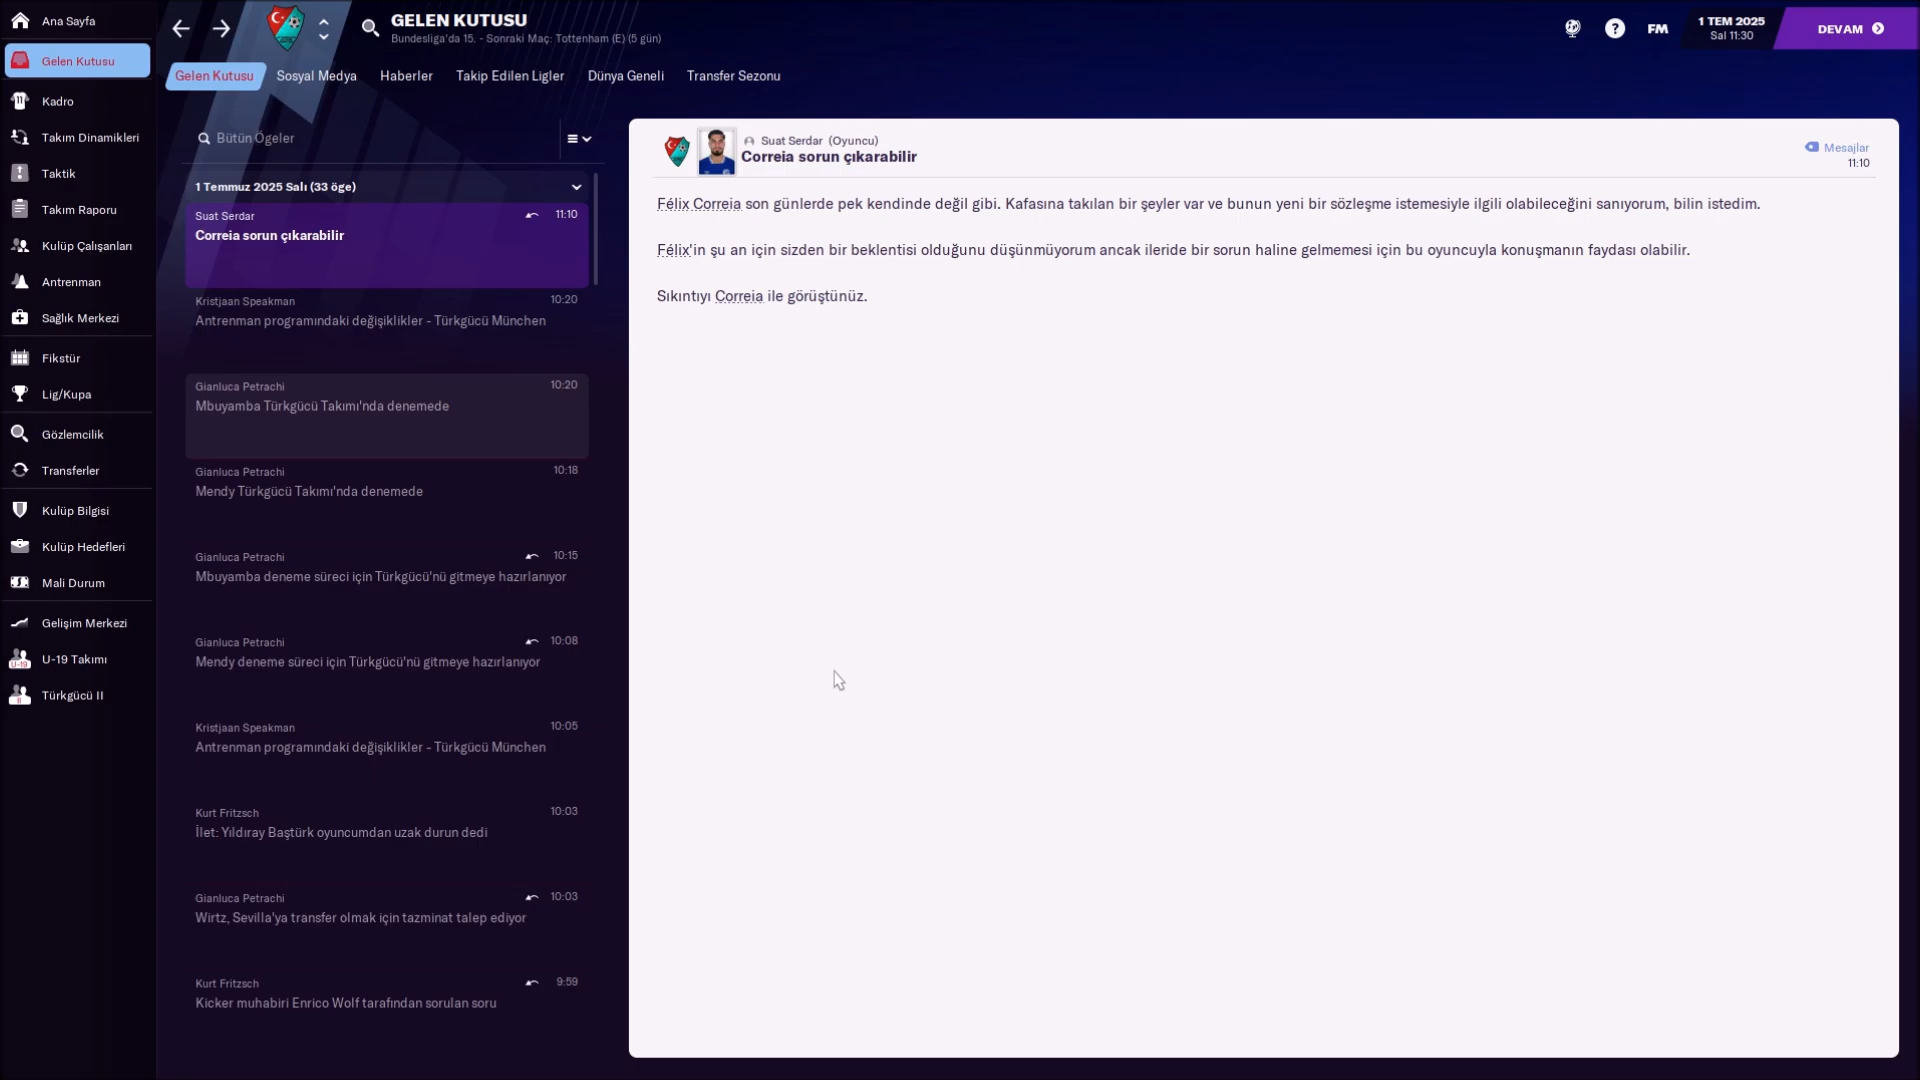 Ana Sayfa
Gelen Kutusu
Kadro
Takım Dinamikleri
Taktik
Takım Raporu
Kulüp Çalışanları
Antrenman
Sağlık Merkezi
Fikstür
Lig/Kupa
Gözlemcilik
Transferler
Kulüp Bilgisi
Kulüp Hedefleri
Mali Durum
Gelişim Merkezi
U-19 Takımı
Türkgücü II
GELEN KUTUSU
Bundesliga'da 15. - Sonraki Maç: Tottenham (E) (5 gün)
FM
1 TEM 2025
Sal 11:30
DEVAM
Gelen Kutusu Sosyal Medya Haberler Takip Edilen Ligler Dünya Geneli Transfer Sezonu
Bütün Ögeler
1 Temmuz 2025 Salı (33 öge)
Suat Serdar 11:10
Correia sorun çıkarabilir
Kristjaan Speakman 10:20
Antrenman programındaki değişiklikler - Türkgücü München
Gianluca Petrachi 10:20
Mbuyamba Türkgücü Takımı'nda denemede
Gianluca Petrachi 10:18
Mendy Türkgücü Takımı'nda denemede
Gianluca Petrachi 10:15
Mbuyamba deneme süreci için Türkgücü'nü gitmeye hazırlanıyor
Gianluca Petrachi 10:08
Mendy deneme süreci için Türkgücü'nü gitmeye hazırlanıyor
Kristjaan Speakman 10:05
Antrenman programındaki değişiklikler - Türkgücü München
Kurt Fritzsch 10:03
İlet: Yıldıray Baştürk oyuncumdan uzak durun dedi
Gianluca Petrachi 10:03
Wirtz, Sevilla'ya transfer olmak için tazminat talep ediyor
Kurt Fritzsch 9:59
Kicker muhabiri Enrico Wolf tarafından sorulan soru
Suat Serdar (Oyuncu)
Correia sorun çıkarabilir
Mesajlar
11:10
Félix Correia son günlerde pek kendinde değil gibi. Kafasına takılan bir şeyler var ve bunun yeni bir sözleşme istemesiyle ilgili olabileceğini sanıyorum, bilin istedim.
Félix'in şu an için sizden bir beklentisi olduğunu düşünmüyorum ancak ileride bir sorun haline gelmemesi için bu oyuncuyla konuşmanın faydası olabilir.
Sıkıntıyı Correia ile görüştünüz.